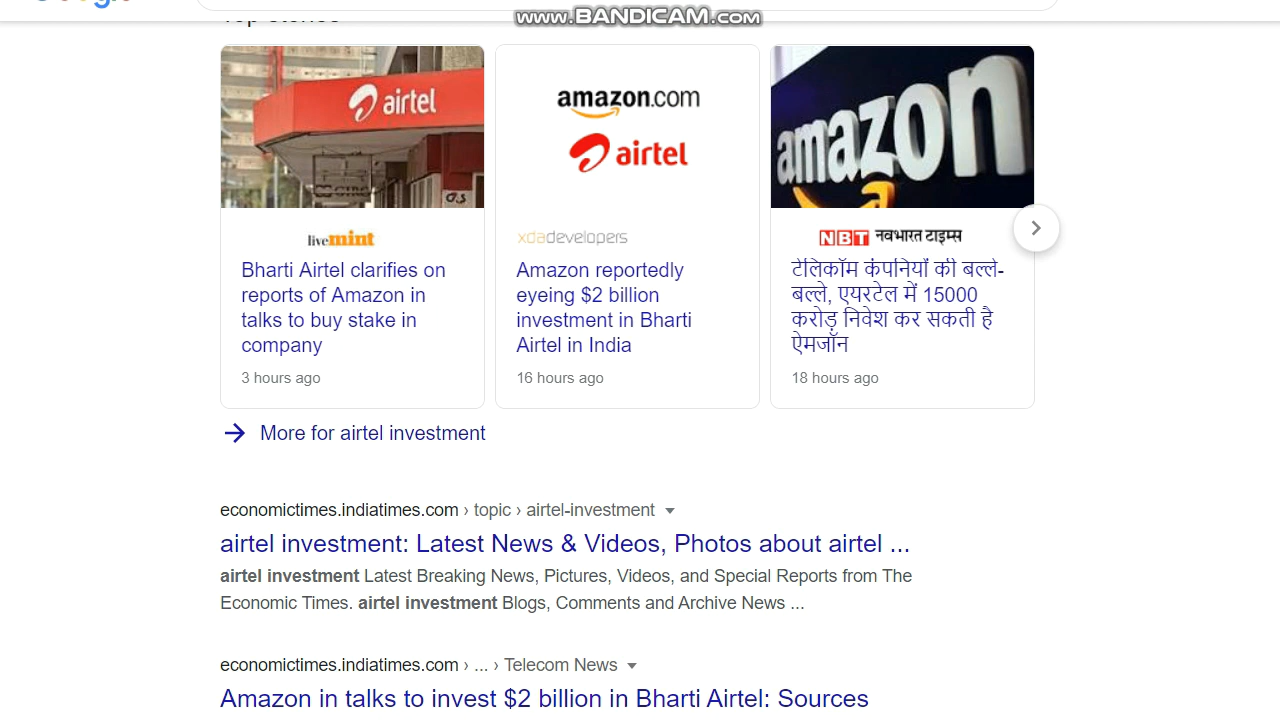 www.BANDICAM.com
Top stories
airtel
amazon.com
airtel
amazon
livemint
xdadevelopers
NBT नवभारत टाइम्स
Bharti Airtel clarifies on
reports of Amazon in
talks to buy stake in
company
3 hours ago
Amazon reportedly
eyeing $2 billion
investment in Bharti
Airtel in India
16 hours ago
टेलिकॉम कंपनियों की बल्ले-
बल्ले, एयरटेल में 15000
करोड़ निवेश कर सकती है
ऐमजॉन
18 hours ago
More for airtel investment
economictimes.indiatimes.com › topic › airtel-investment
airtel investment: Latest News & Videos, Photos about airtel ...
airtel investment Latest Breaking News, Pictures, Videos, and Special Reports from The
Economic Times. airtel investment Blogs, Comments and Archive News ...
economictimes.indiatimes.com › ... › Telecom News
Amazon in talks to invest $2 billion in Bharti Airtel: Sources